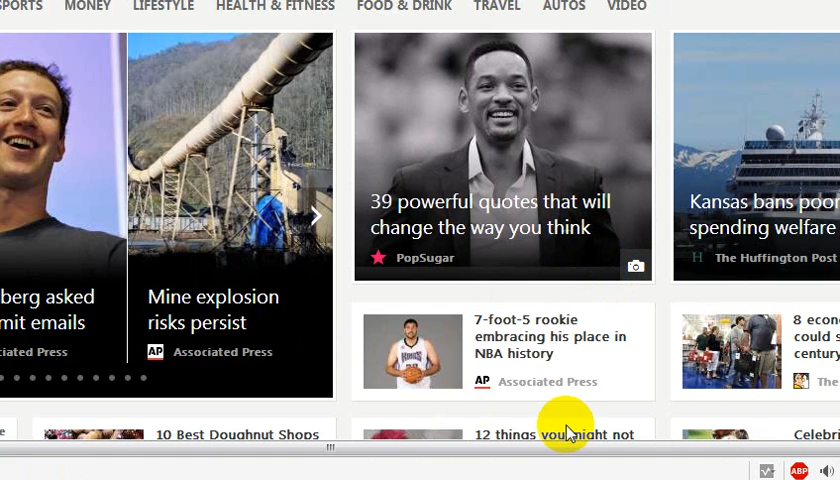 SPORTS MONEY LIFESTYLE HEALTH & FITNESS FOOD & DRINK TRAVEL AUTOS VIDEO
berg asked
mit emails
ciated Press
Mine explosion
risks persist
AP Associated Press
39 powerful quotes that will
change the way you think
PopSugar
Kansas bans poor
spending welfare
H The Huffington Post
KINGS
7-foot-5 rookie
embracing his place in
NBA history
AP Associated Press
8 econ
could s
century
The
e
10 Best Doughnut Shops
12 things you might not
Celebri
ABP